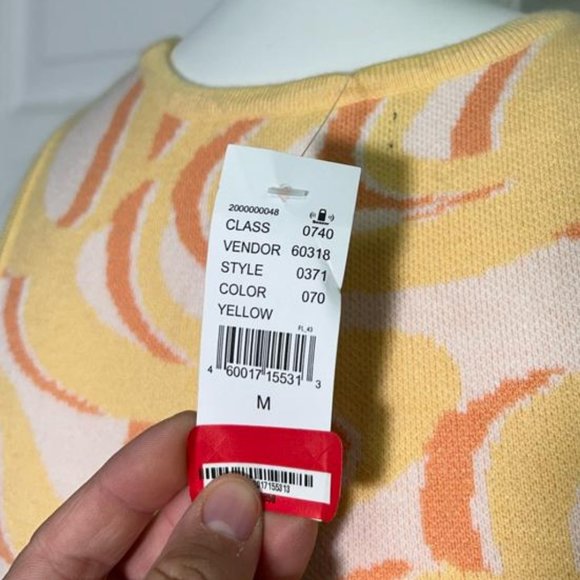 2000000048
CLASS 0740
VENDOR 60318
STYLE 0371
COLOR 070
YELLOW
FL_43
4 60017 15531 3
M